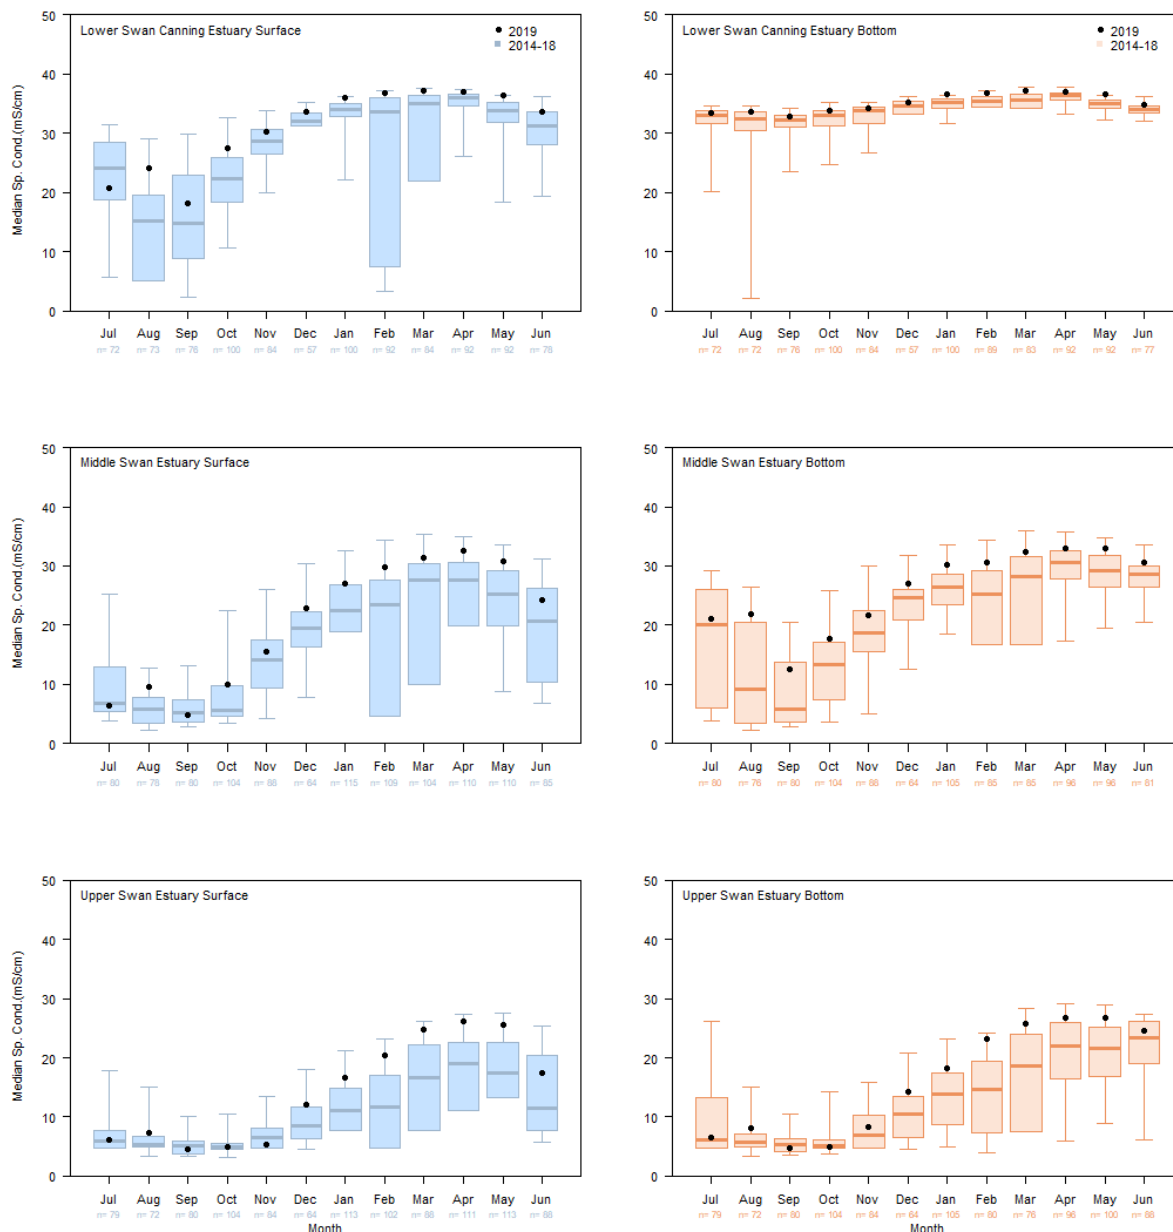 Lower Swan Canning Estuary Surface
2019
2014-18
Median Sp. Cond.(mS/cm)
50
40
30
20
10
0
Jul Aug Sep Oct Nov Dec Jan Feb Mar Apr May Jun
n= 72 n= 73 n= 76 n= 100 n= 84 n= 57 n= 100 n= 92 n= 84 n= 92 n= 92 n= 78
Lower Swan Canning Estuary Bottom
2019
2014-18
50
40
30
20
10
0
Jul Aug Sep Oct Nov Dec Jan Feb Mar Apr May Jun
n= 72 n= 72 n= 76 n= 100 n= 84 n= 57 n= 100 n= 89 n= 83 n= 92 n= 92 n= 77
Middle Swan Estuary Surface
Median Sp. Cond.(mS/cm)
50
40
30
20
10
0
Jul Aug Sep Oct Nov Dec Jan Feb Mar Apr May Jun
n= 80 n= 78 n= 80 n= 104 n= 88 n= 64 n= 115 n= 109 n= 104 n= 110 n= 110 n= 85
Middle Swan Estuary Bottom
50
40
30
20
10
0
Jul Aug Sep Oct Nov Dec Jan Feb Mar Apr May Jun
n= 80 n= 76 n= 80 n= 104 n= 88 n= 64 n= 105 n= 85 n= 85 n= 96 n= 96 n= 81
Upper Swan Estuary Surface
Median Sp. Cond.(mS/cm)
50
40
30
20
10
0
Jul Aug Sep Oct Nov Dec Jan Feb Mar Apr May Jun
n= 79 n= 72 n= 80 n= 104 n= 84 n= 64 n= 113 n= 102 n= 86 n= 111 n= 113 n= 88
Month
Upper Swan Estuary Bottom
50
40
30
20
10
0
Jul Aug Sep Oct Nov Dec Jan Feb Mar Apr May Jun
n= 79 n= 72 n= 80 n= 104 n= 84 n= 64 n= 105 n= 80 n= 76 n= 96 n= 100 n= 88
Month